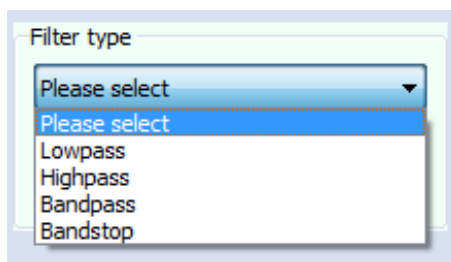 Filter type
Please select
Please select
Lowpass
Highpass
Bandpass
Bandstop